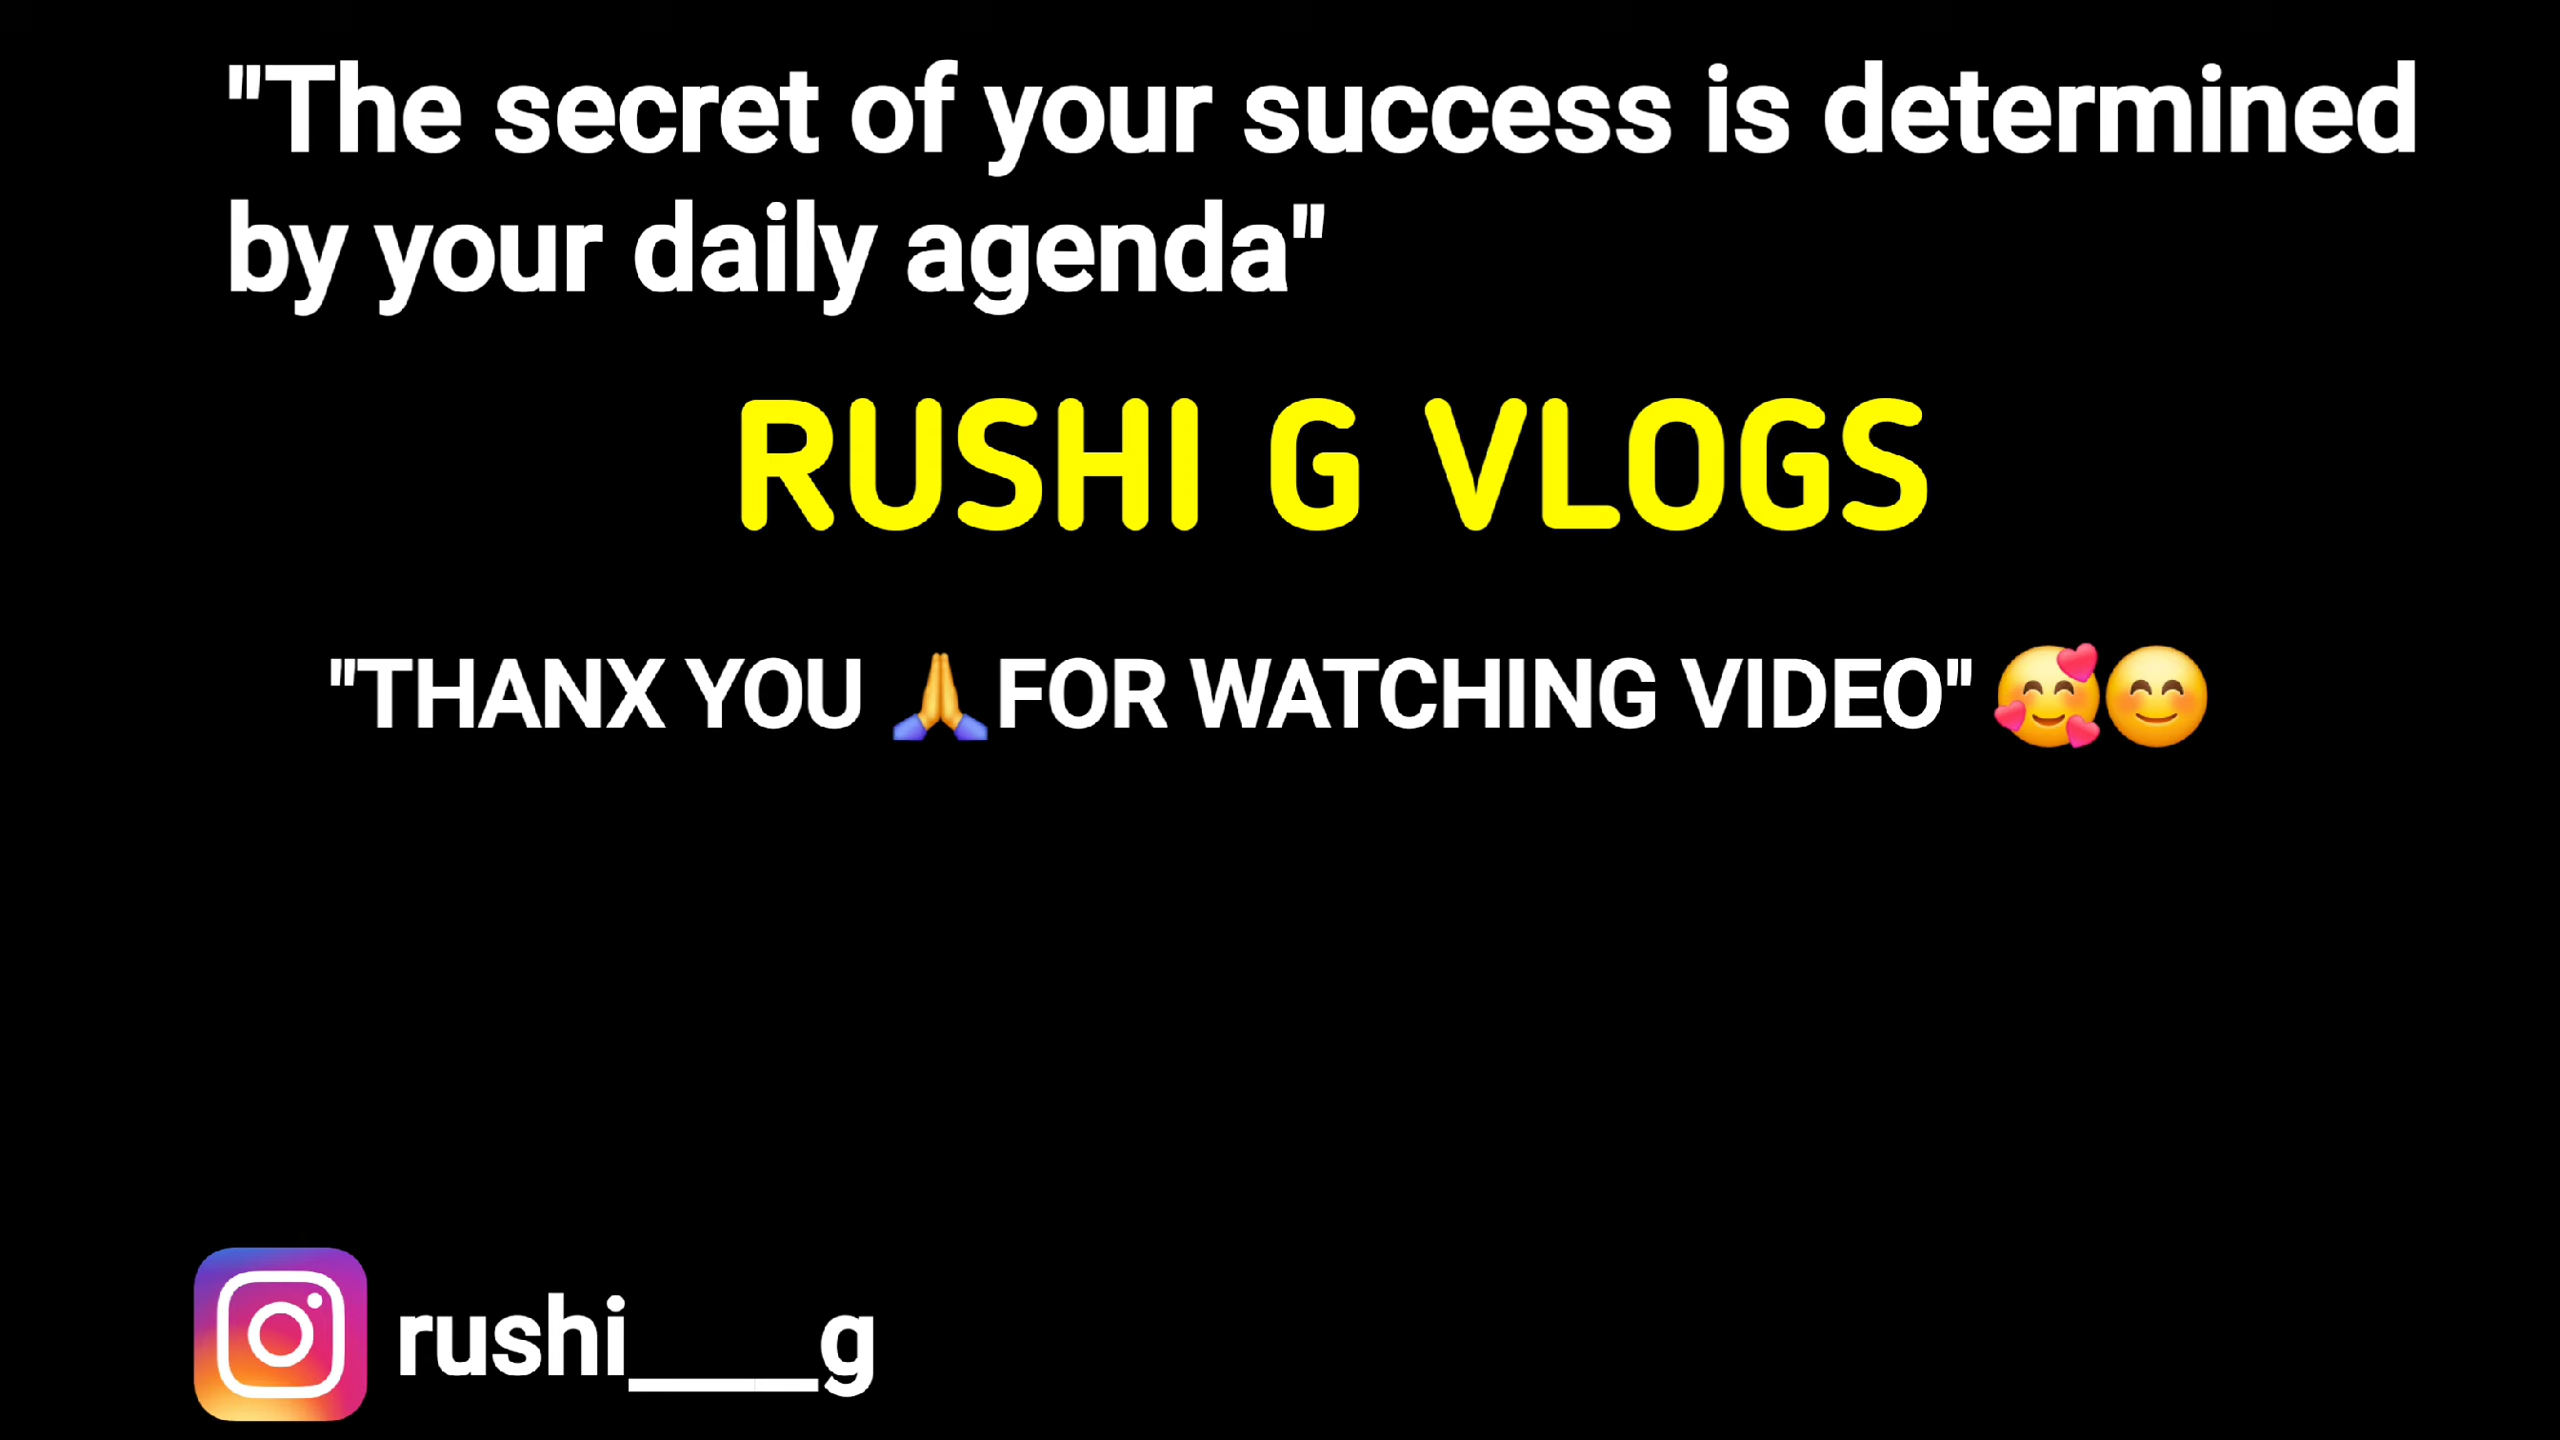 "The secret of your success is determined
by your daily agenda"
RUSHI G VLOGS
"THANX YOU 🙏FOR WATCHING VIDEO" 🥰😊
rushi____g